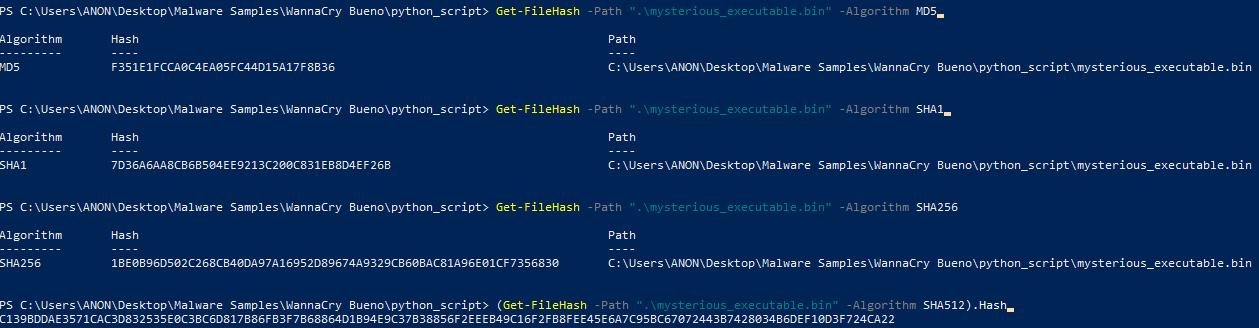 PS C:\Users\ANON\Desktop\Malware Samples\WannaCry Bueno\python_script> Get-FileHash -Path ".\mysterious_executable.bin" -Algorithm MD5
Algorithm Hash Path
--------- ---- ----
MD5 F351E1FCCA0C4EA05FC44D15A17F8B36 C:\Users\ANON\Desktop\Malware Samples\WannaCry Bueno\python_script\mysterious_executable.bin
PS C:\Users\ANON\Desktop\Malware Samples\WannaCry Bueno\python_script> Get-FileHash -Path ".\mysterious_executable.bin" -Algorithm SHA1
Algorithm Hash Path
--------- ---- ----
SHA1 7D36A6AA8CB6B504EE9213C200C831EB8D4EF26B C:\Users\ANON\Desktop\Malware Samples\WannaCry Bueno\python_script\mysterious_executable.bin
PS C:\Users\ANON\Desktop\Malware Samples\WannaCry Bueno\python_script> Get-FileHash -Path ".\mysterious_executable.bin" -Algorithm SHA256
Algorithm Hash Path
--------- ---- ----
SHA256 1BE0B96D502C268CB40DA97A16952D89674A9329CB60BAC81A96E01CF7356830 C:\Users\ANON\Desktop\Malware Samples\WannaCry Bueno\python_script\mysterious_executable.bin
PS C:\Users\ANON\Desktop\Malware Samples\WannaCry Bueno\python_script> (Get-FileHash -Path ".\mysterious_executable.bin" -Algorithm SHA512).Hash
C139BDDAE3571CAC3D832535E0C3BC6D817B86FB3F7B68864D1B94E9C37B38856F2EEEB49C16F2FB8FEE45E6A7C95BC67072443B7428034B6DEF10D3F724CA22